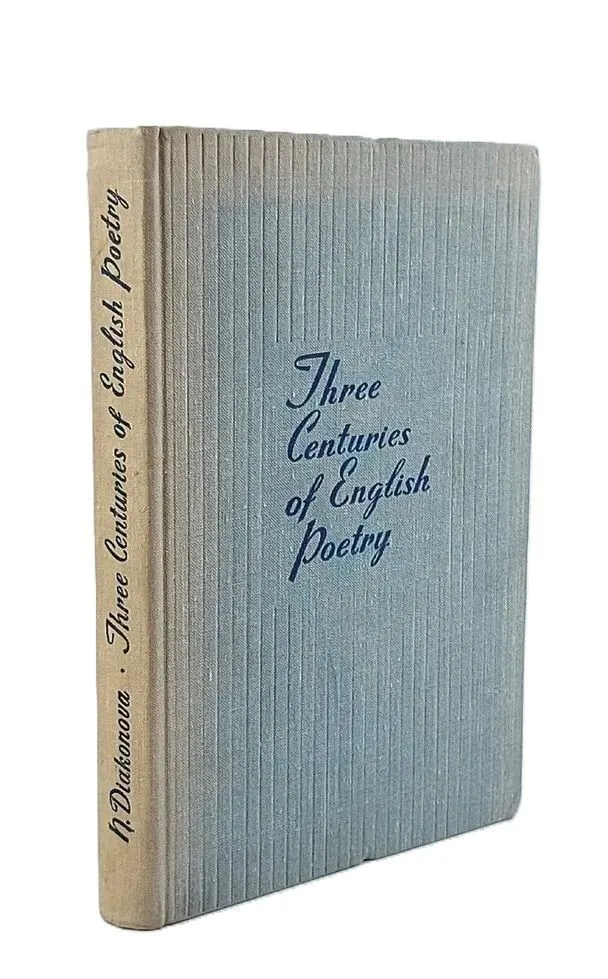 N. Diakonova · Three Centuries of English Poetry
Three
Centuries
of English
Poetry